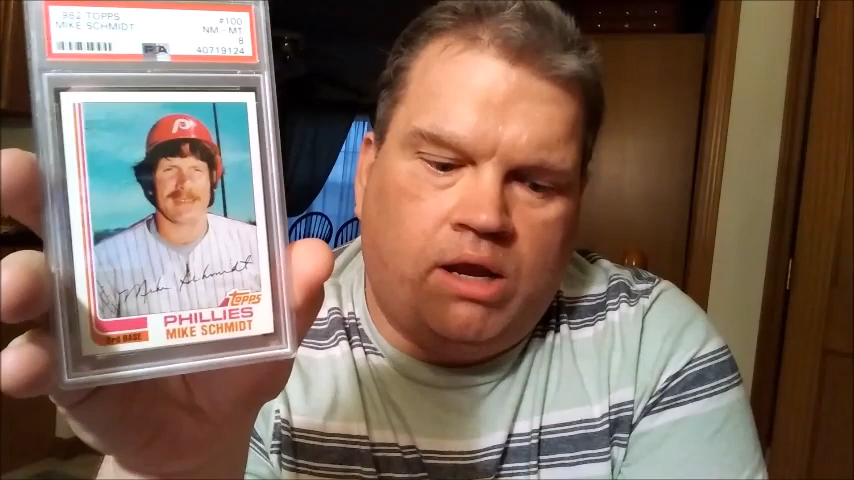 1982 TOPPS #100
MIKE SCHMIDT NM-MT
8
PSA 40719124
P
Mike Schmidt
Topps
PHILLIES
3rd BASE MIKE SCHMIDT